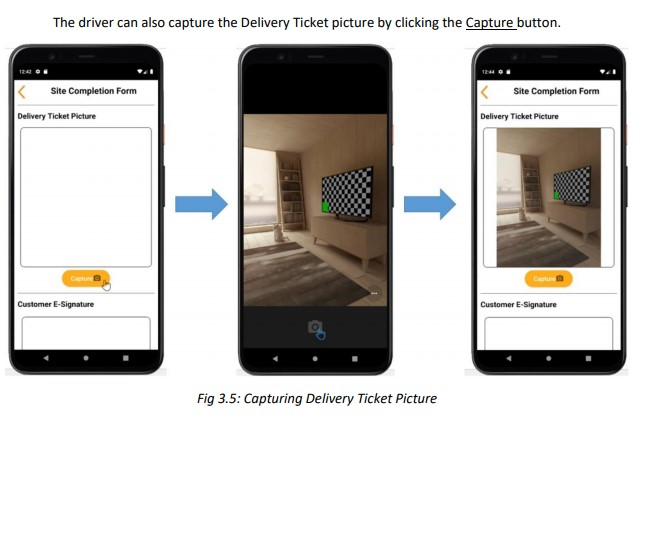 The driver can also capture the Delivery Ticket picture by clicking the Capture button.
12:42
Site Completion Form
Delivery Ticket Picture
Capture
Customer E-Signature
12:44
Site Completion Form
Delivery Ticket Picture
Capture
Customer E-Signature
Fig 3.5: Capturing Delivery Ticket Picture